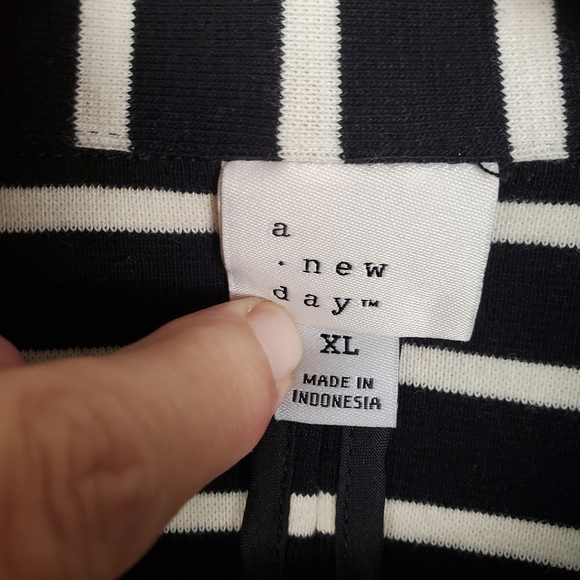 a
· new
day™
XL
MADE IN
INDONESIA